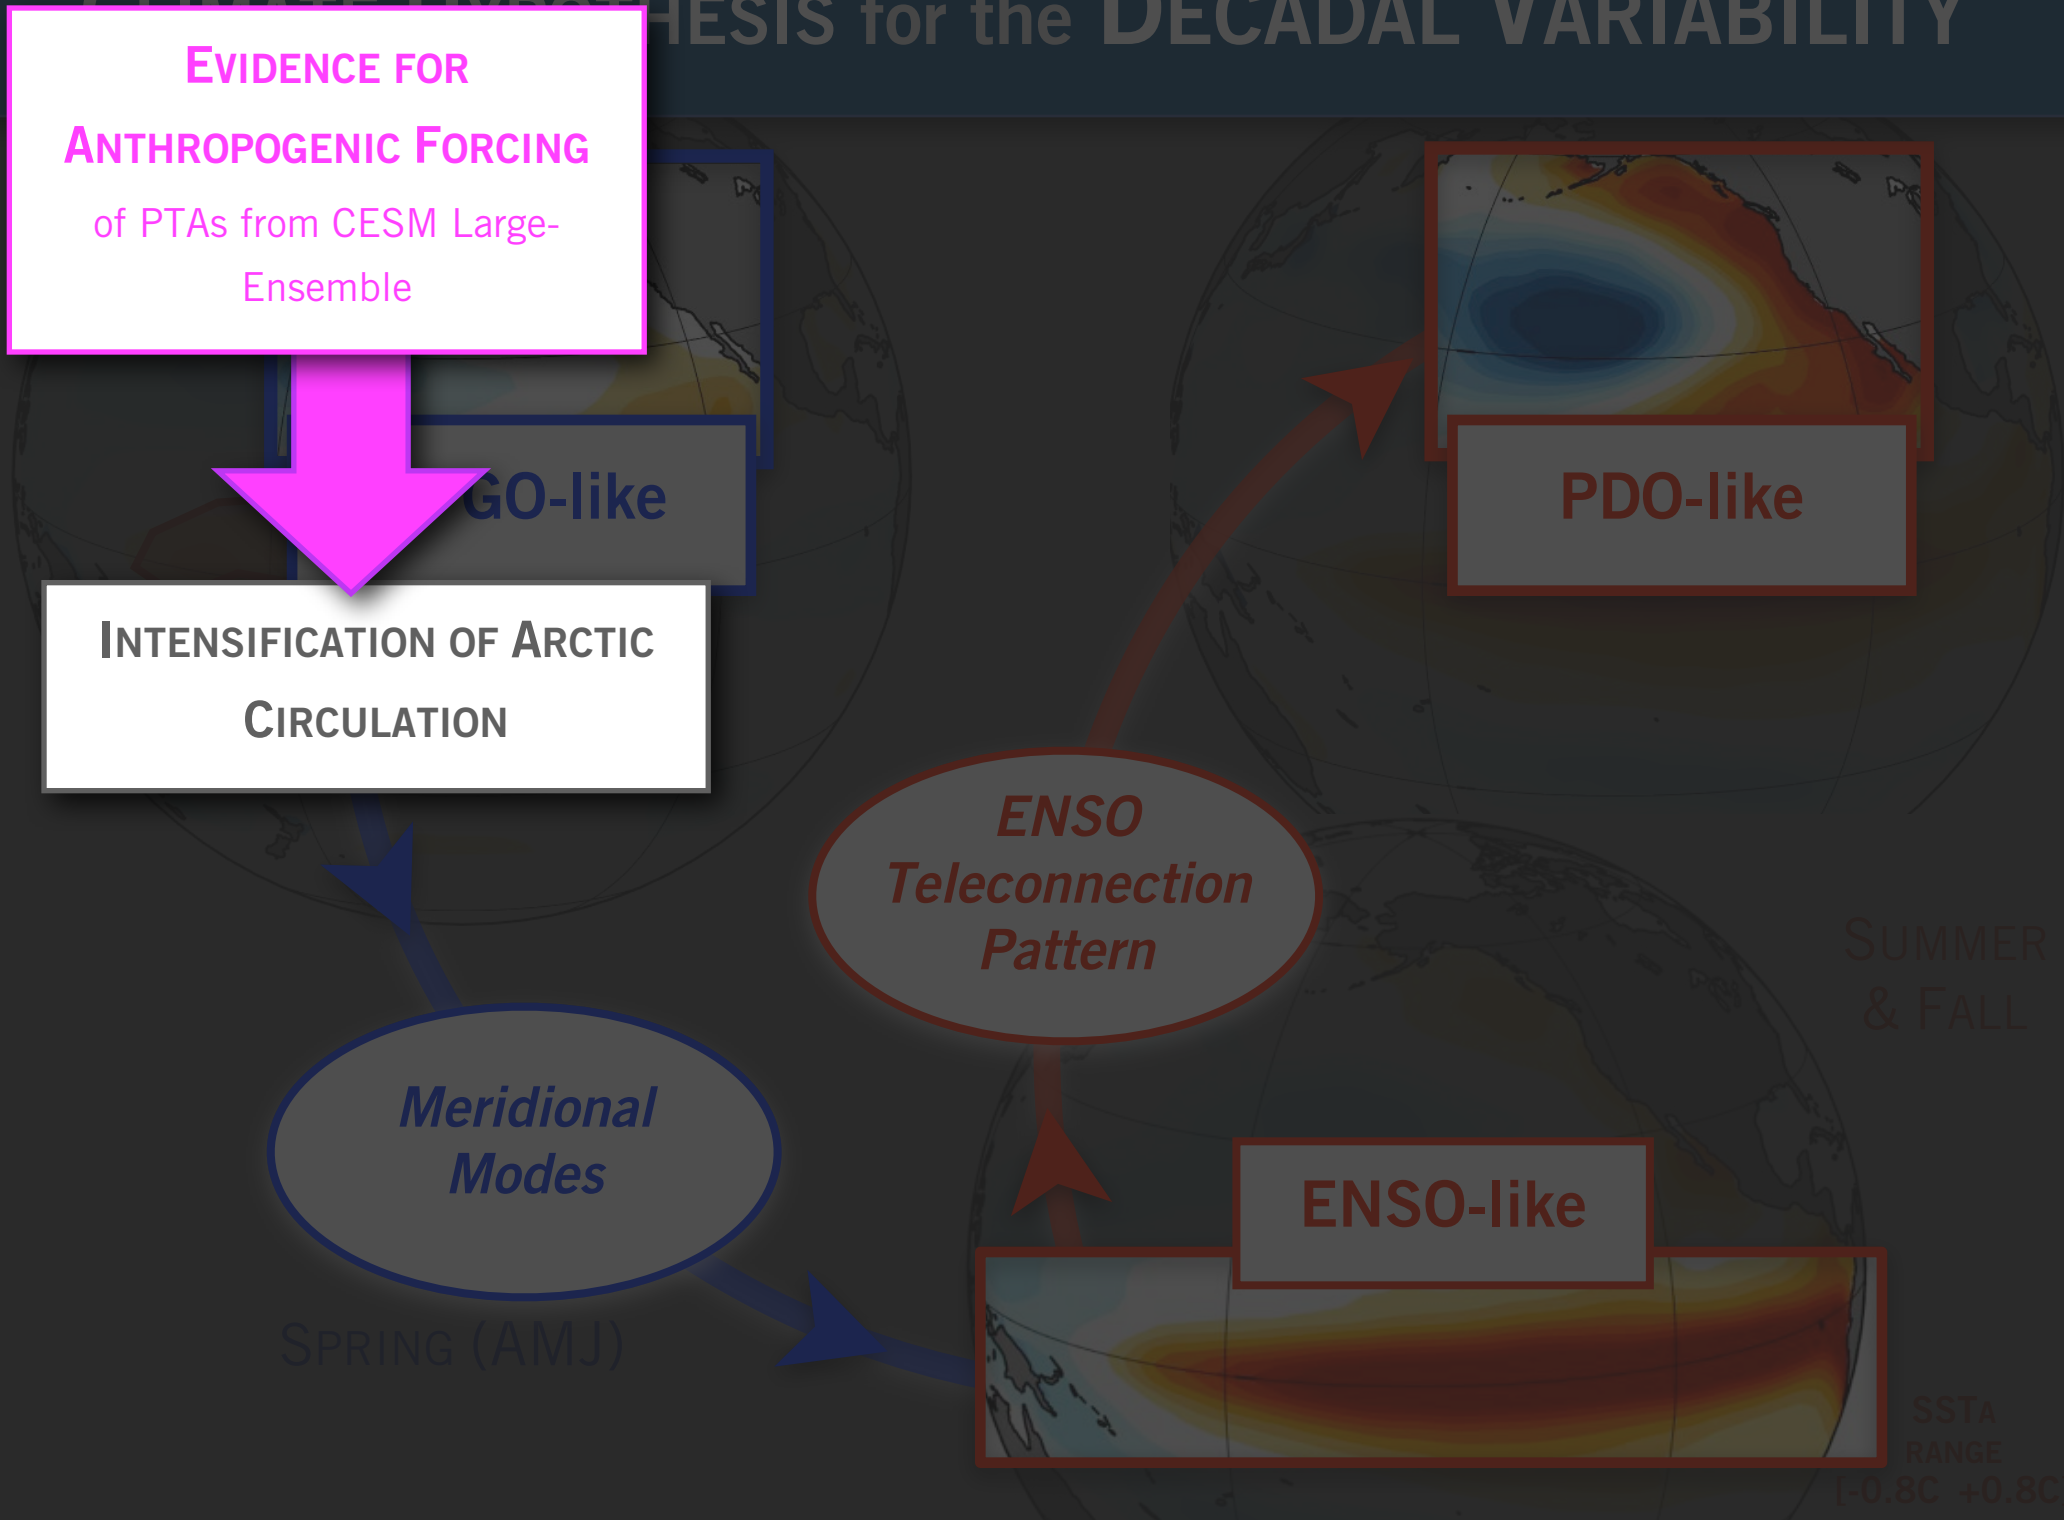 HESIS for the DECADAL VARIABILITY
EVIDENCE FOR
ANTHROPOGENIC FORCING
of PTAs from CESM Large-
Ensemble
GO-like
PDO-like
INTENSIFICATION OF ARCTIC
CIRCULATION
ENSO
Teleconnection
Pattern
SUMMER
& FALL
Meridional
Modes
ENSO-like
SPRING (AMJ)
SSTA
RANGE
[-0.8C +0.8C